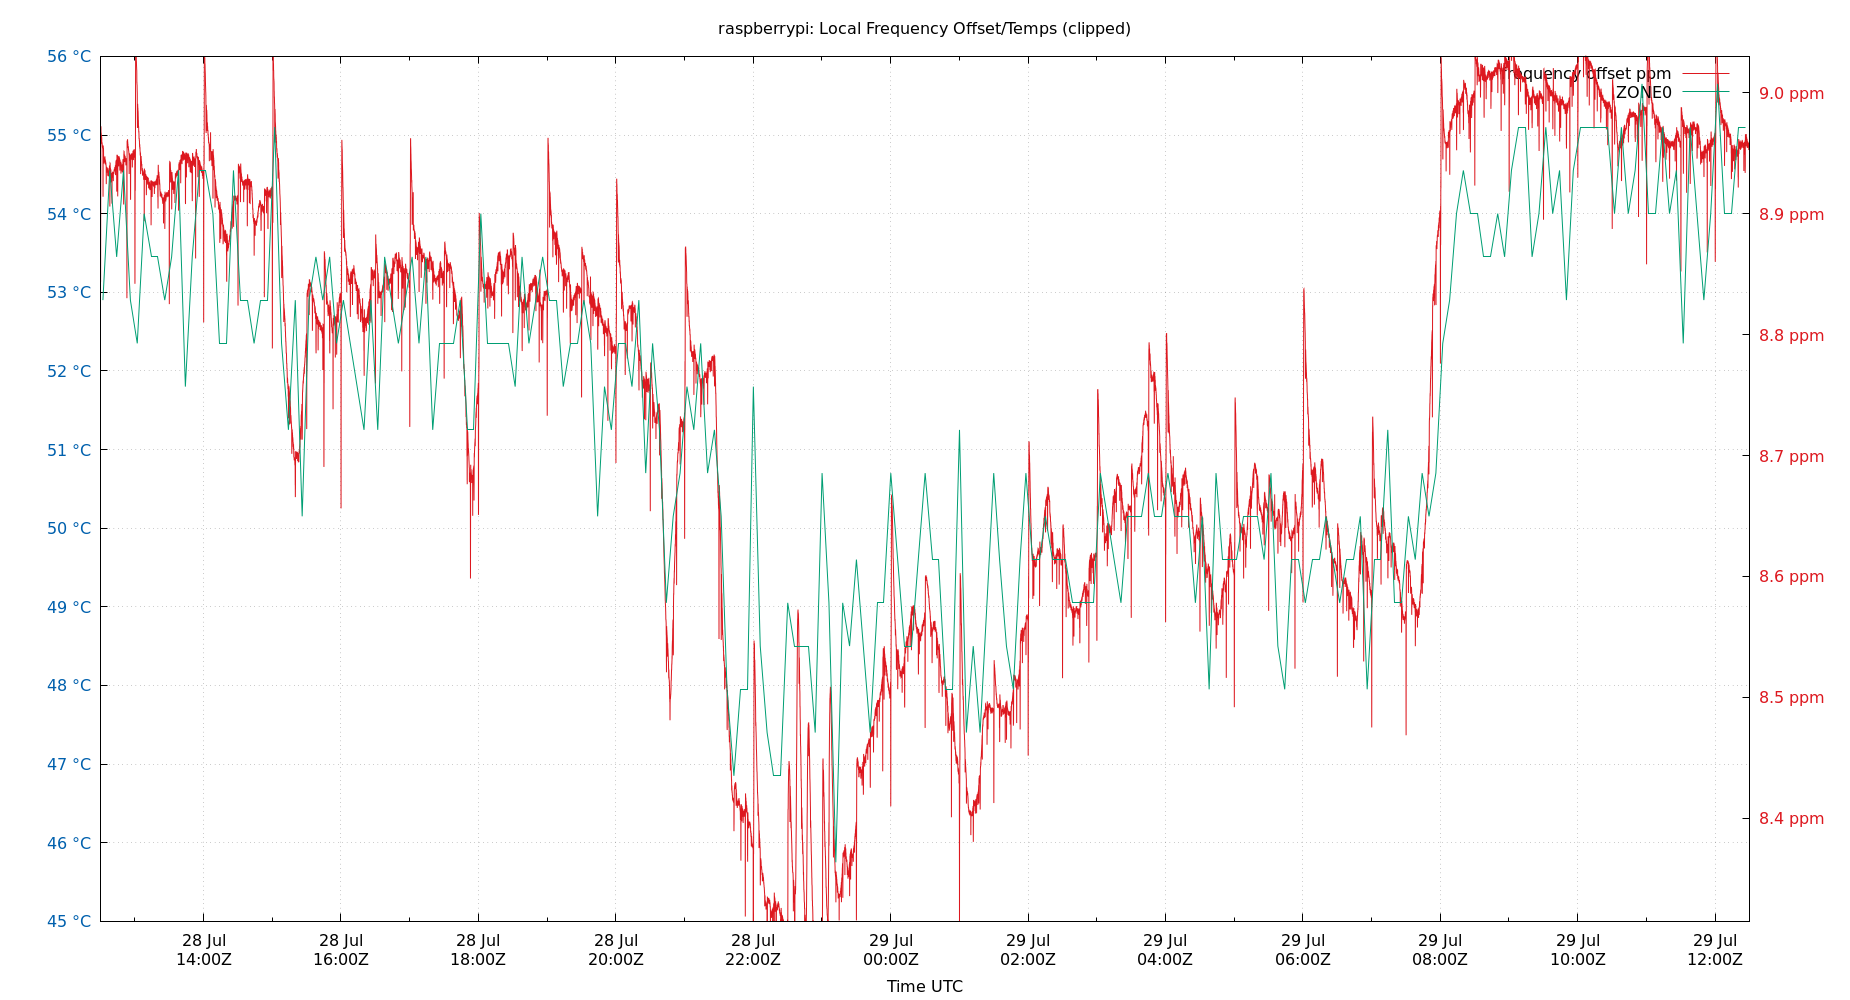 raspberrypi: Local Frequency Offset/Temps (clipped)
56 °C
55 °C
54 °C
53 °C
52 °C
51 °C
50 °C
49 °C
48 °C
47 °C
46 °C
45 °C
frequency offset ppm
ZONE0
9.0 ppm
8.9 ppm
8.8 ppm
8.7 ppm
8.6 ppm
8.5 ppm
8.4 ppm
28 Jul 28 Jul 28 Jul 28 Jul 28 Jul 29 Jul 29 Jul 29 Jul 29 Jul 29 Jul 29 Jul 29 Jul
14:00Z 16:00Z 18:00Z 20:00Z 22:00Z 00:00Z 02:00Z 04:00Z 06:00Z 08:00Z 10:00Z 12:00Z
Time UTC